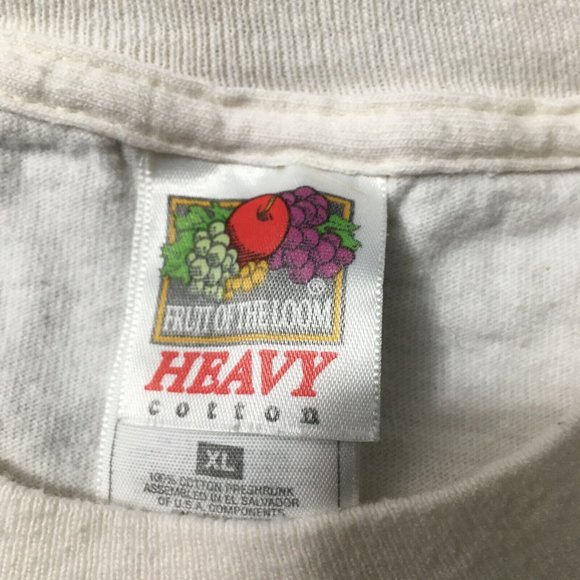 ®
FRUIT OF THE LOOM
HEAVY
cotton
XL
100% COTTON PRESHRUNK
ASSEMBLED IN EL SALVADOR
OF U.S.A. COMPONENTS